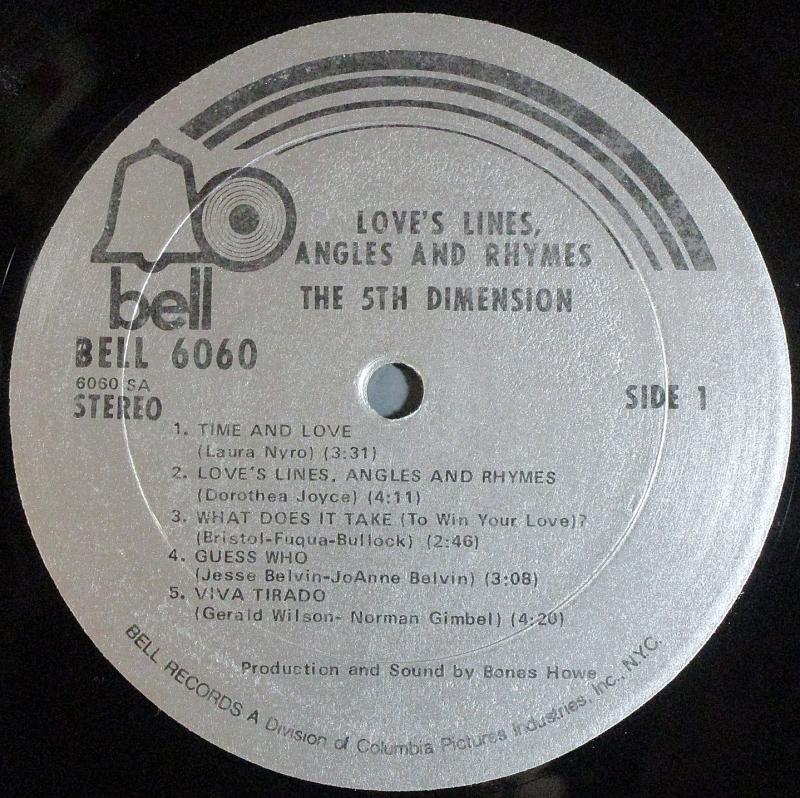 LOVE'S LINES,
ANGLES AND RHYMES
THE 5TH DIMENSION
bell
BELL 6060
6060 SA
STEREO
SIDE 1
1. TIME AND LOVE
(Laura Nyro) (3:31)
2. LOVE'S LINES, ANGLES AND RHYMES
(Dorothea Joyce) (4:11)
3. WHAT DOES IT TAKE (To Win Your Love)?
(Bristol-Fuqua-Bullock) (2:46)
4. GUESS WHO
(Jesse Belvin-JoAnne Belvin) (3:08)
5. VIVA TIRADO
(Gerald Wilson- Norman Gimbel) (4:20)
Production and Sound by Bones Howe
BELL RECORDS A Division of Columbia Pictures Industries, Inc., N.Y.C.